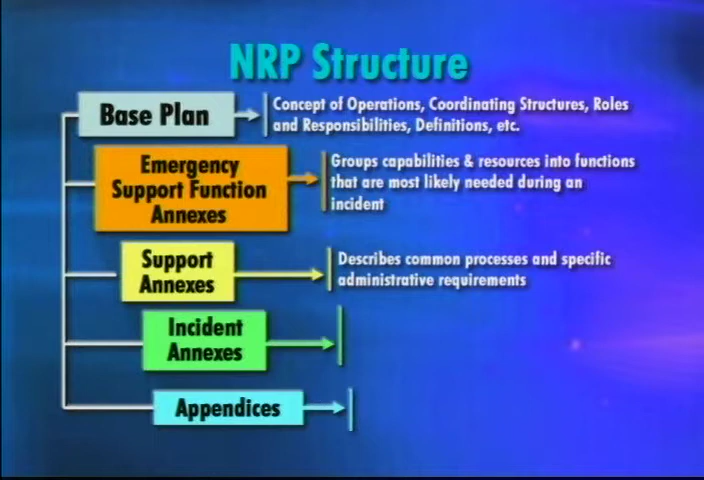 NRP Structure
Base Plan
Concept of Operations, Coordinating Structures, Roles
and Responsibilities, Definitions, etc.
Emergency
Support Function
Annexes
Groups capabilities & resources into functions
that are most likely needed during an
incident
Support
Annexes
Describes common processes and specific
administrative requirements
Incident
Annexes
Appendices